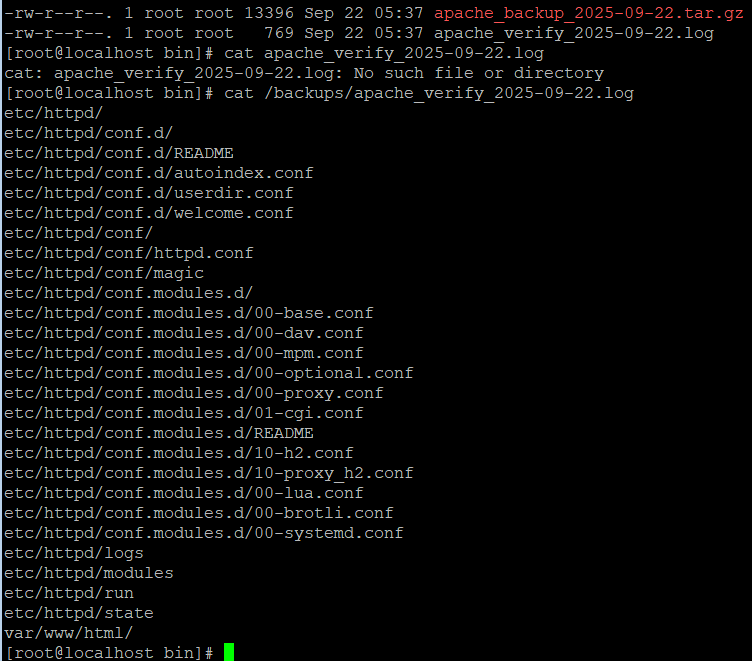 -rw-r--r--. 1 root root 13396 Sep 22 05:37 apache_backup_2025-09-22.tar.gz
-rw-r--r--. 1 root root   769 Sep 22 05:37 apache_verify_2025-09-22.log
[root@localhost bin]# cat apache_verify_2025-09-22.log
cat: apache_verify_2025-09-22.log: No such file or directory
[root@localhost bin]# cat /backups/apache_verify_2025-09-22.log
etc/httpd/
etc/httpd/conf.d/
etc/httpd/conf.d/README
etc/httpd/conf.d/autoindex.conf
etc/httpd/conf.d/userdir.conf
etc/httpd/conf.d/welcome.conf
etc/httpd/conf/
etc/httpd/conf/httpd.conf
etc/httpd/conf/magic
etc/httpd/conf.modules.d/
etc/httpd/conf.modules.d/00-base.conf
etc/httpd/conf.modules.d/00-dav.conf
etc/httpd/conf.modules.d/00-mpm.conf
etc/httpd/conf.modules.d/00-optional.conf
etc/httpd/conf.modules.d/00-proxy.conf
etc/httpd/conf.modules.d/01-cgi.conf
etc/httpd/conf.modules.d/README
etc/httpd/conf.modules.d/10-h2.conf
etc/httpd/conf.modules.d/10-proxy_h2.conf
etc/httpd/conf.modules.d/00-lua.conf
etc/httpd/conf.modules.d/00-brotli.conf
etc/httpd/conf.modules.d/00-systemd.conf
etc/httpd/logs
etc/httpd/modules
etc/httpd/run
etc/httpd/state
var/www/html/
[root@localhost bin]#